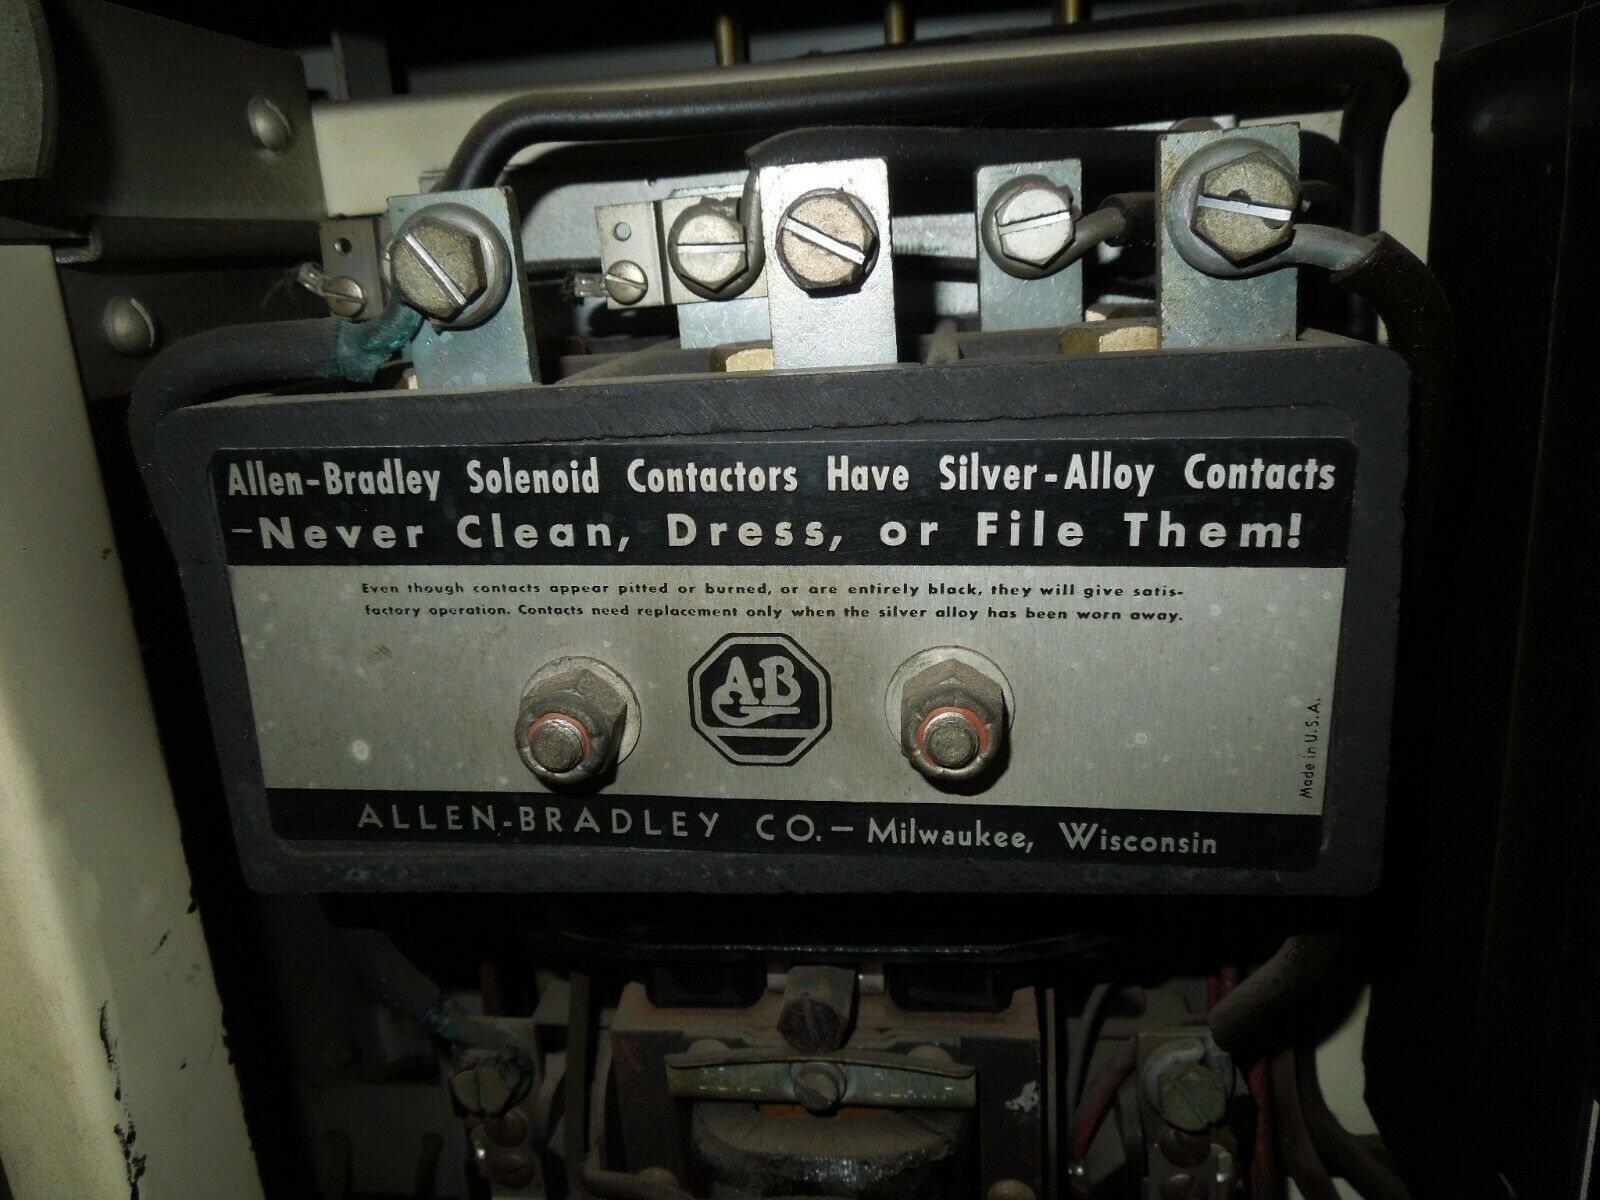 Allen-Bradley Solenoid Contactors Have Silver-Alloy Contacts
-Never Clean, Dress, or File Them!
Even though contacts appear pitted or burned, or are entirely black, they will give satis-
factory operation. Contacts need replacement only when the silver alloy has been worn away.
A-B
Made in U.S.A.
ALLEN-BRADLEY CO. — Milwaukee, Wisconsin
CLAMP